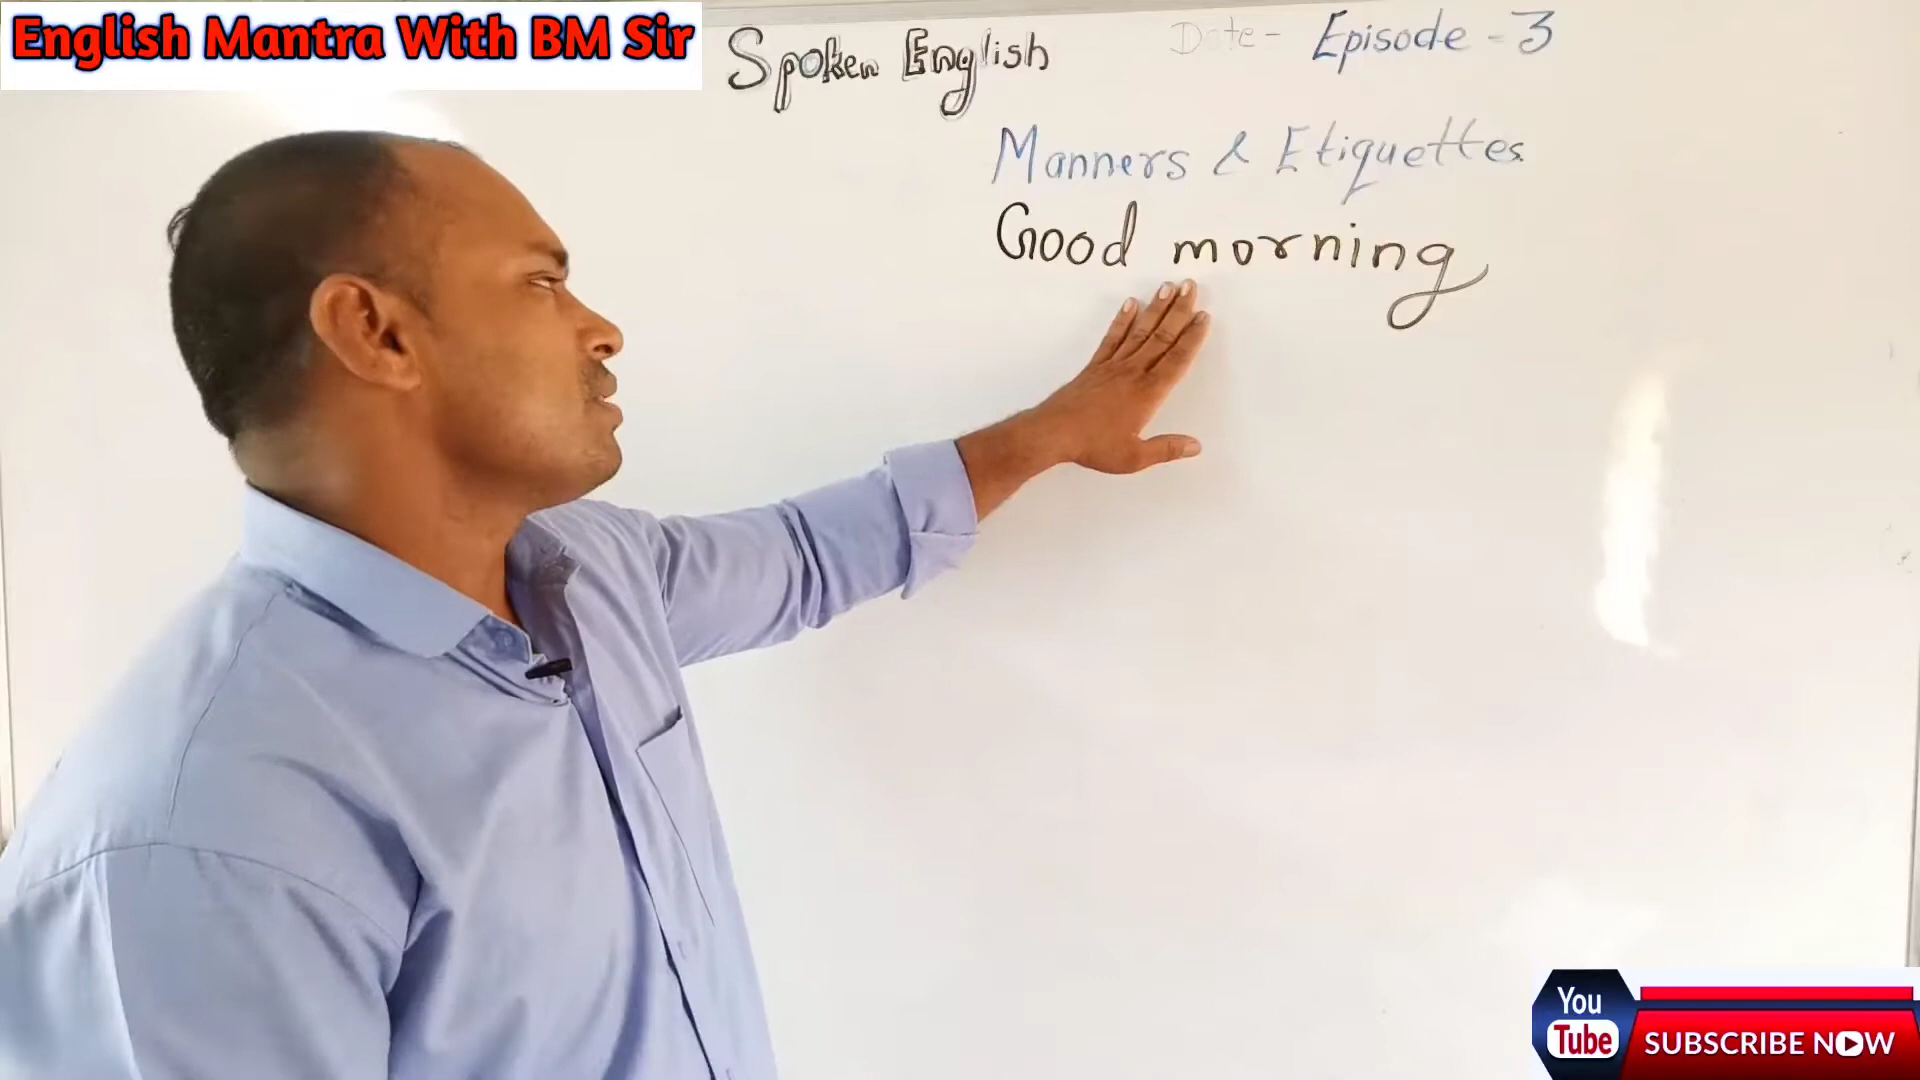 English Mantra With BM Sir
Spoken English
Date - Episode - 3
Manners & Etiquettes
Good morning
You
Tube
SUBSCRIBE NOW